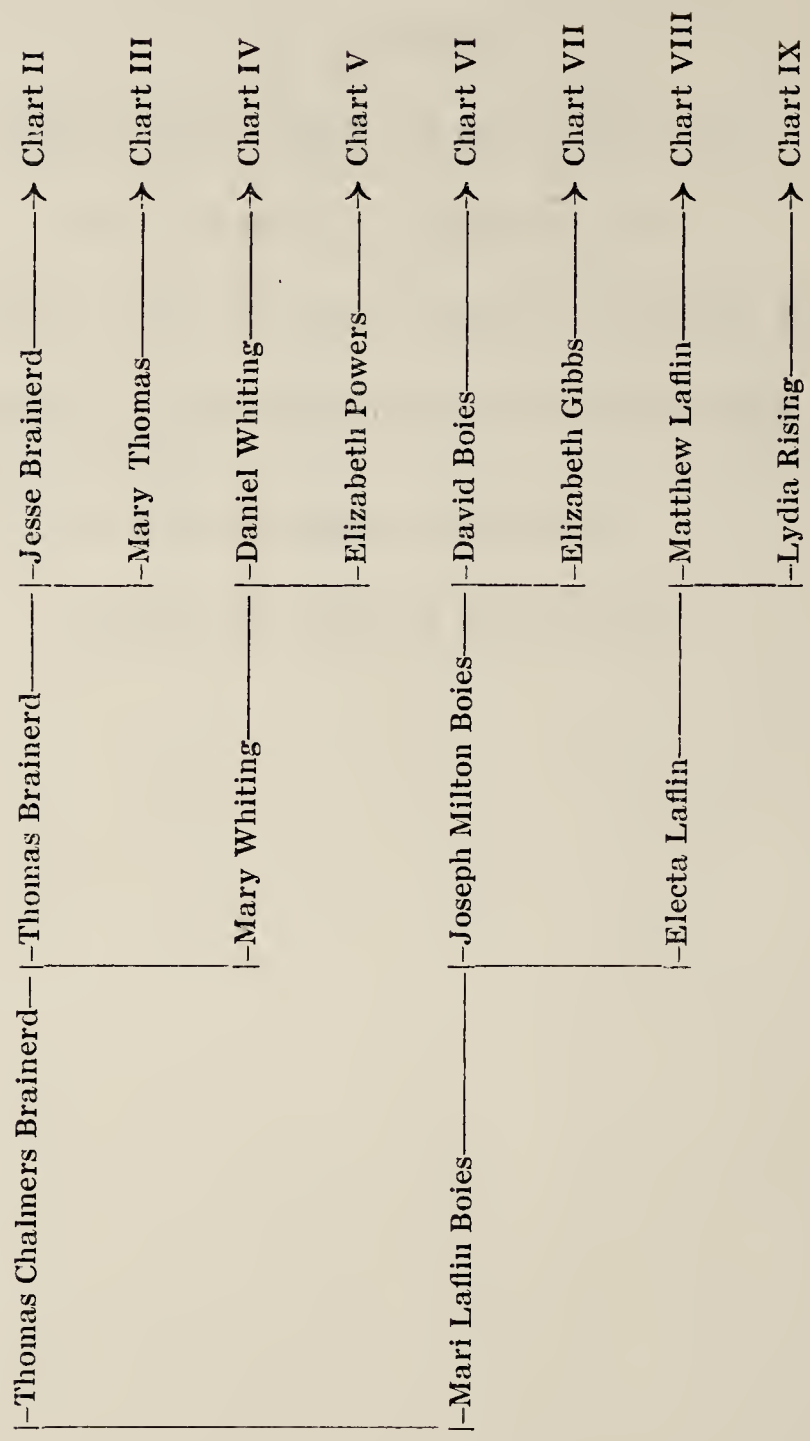 Thomas Chalmers Brainerd Thomas Brainerd Jesse Brainerd Chart II
Mary Thomas Chart III
Mary Whiting Daniel Whiting Chart IV
Elizabeth Powers Chart V
Mari Laflin Boies Joseph Milton Boies David Boies Chart VI
Elizabeth Gibbs Chart VII
Electa Laflin Matthew Laflin Chart VIII
Lydia Rising Chart IX